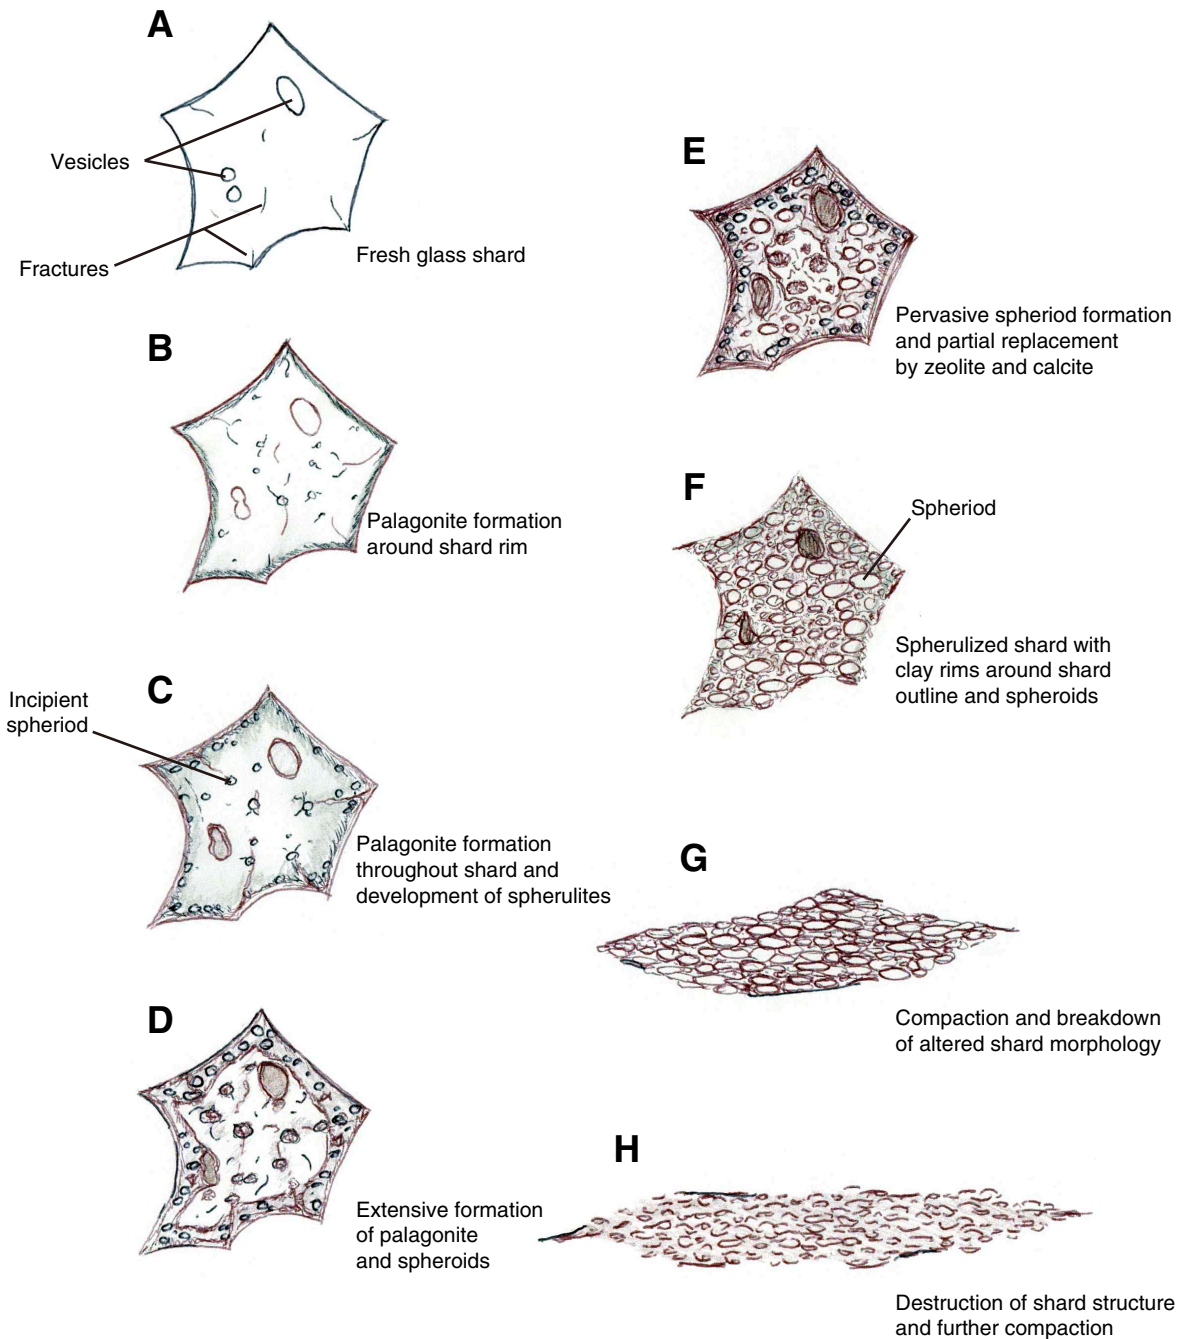 A
Vesicles
Fractures
Fresh glass shard
B
Palagonite formation
around shard rim
C
Incipient
spheriod
Palagonite formation
throughout shard and
development of spherulites
D
Extensive formation
of palagonite
and spheroids
E
Pervasive spheriod formation
and partial replacement
by zeolite and calcite
F
Spheriod
Spherulized shard with
clay rims around shard
outline and spheroids
G
Compaction and breakdown
of altered shard morphology
H
Destruction of shard structure
and further compaction